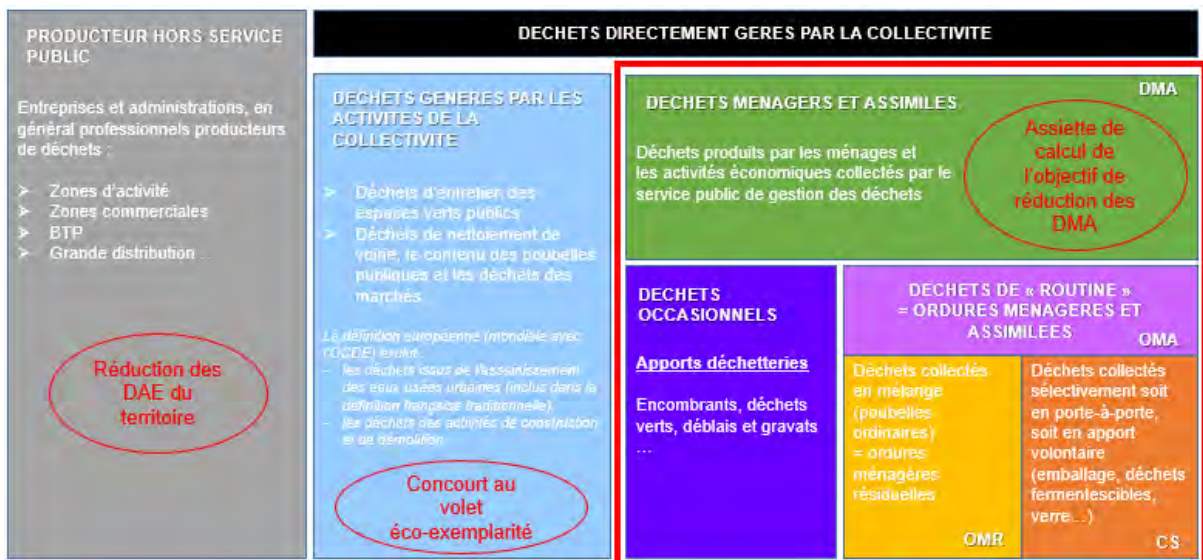 PRODUCTEUR HORS SERVICE
PUBLIC
Entreprises et administrations, en
général professionnels producteurs
de déchets :
➢ Zones d'activité
➢ Zones commerciales
➢ BTP
➢ Grande distribution ...
Réduction des
DAE du
territoire
DECHETS DIRECTEMENT GERES PAR LA COLLECTIVITE
DECHETS GENERES PAR LES
ACTIVITES DE LA
COLLECTIVITE
➢ Déchets d'entretien des
espaces verts publics
➢ Déchets de nettoiement de
voirie, le contenu des poubelles
publiques et les déchets des
marchés
La définition européenne (mondiale avec
l'OCDE) exclut
– les déchets issus de l'assainissement
des eaux usées urbaines (inclus dans la
définition française traditionnelle)
– les déchets des activités de construction
et de démolition
Concourt au
volet
éco-exemplarité
DMA
DECHETS MENAGERS ET ASSIMILES
Déchets produits par les ménages et
les activités économiques collectés par le
service public de gestion des déchets
Assiette de
calcul de
l'objectif de
réduction des
DMA
DECHETS
OCCASIONNELS
Apports déchetteries
Encombrants, déchets
verts, déblais et gravats
...
DECHETS DE « ROUTINE »
= ORDURES MENAGERES ET
ASSIMILEES
OMA
Déchets collectés
en mélange
(poubelles
ordinaires)
= ordures
ménagères
résiduelles
OMR
Déchets collectés
sélectivement soit
en porte-à-porte,
soit en apport
volontaire
(emballage, déchets
fermentescibles,
verre…)
CS